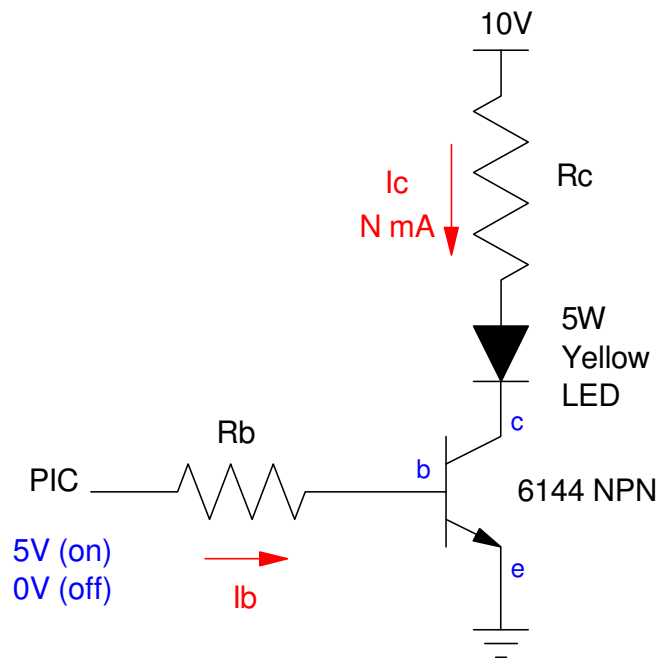 10V
Ic
N mA
Rc
5W
Yellow
LED
c
Rb
b
PIC
6144 NPN
5V (on)
0V (off)
Ib
e